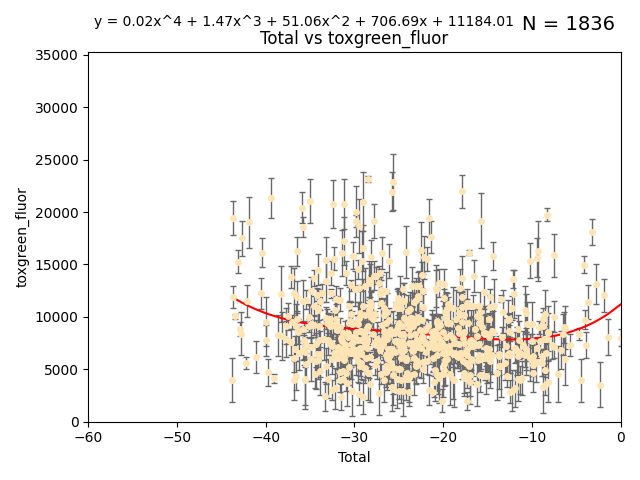 y = 0.02x^4 + 1.47x^3 + 51.06x^2 + 706.69x + 11184.01 N = 1836
Total vs toxgreen_fluor
35000
30000
25000
20000
15000
10000
5000
0
toxgreen_fluor
−60 −50 −40 −30 −20 −10 0
Total